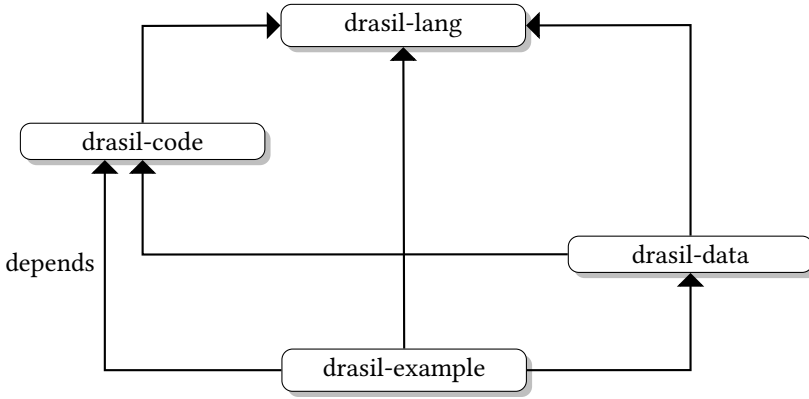 drasil-lang
drasil-code
drasil-data
depends
drasil-example